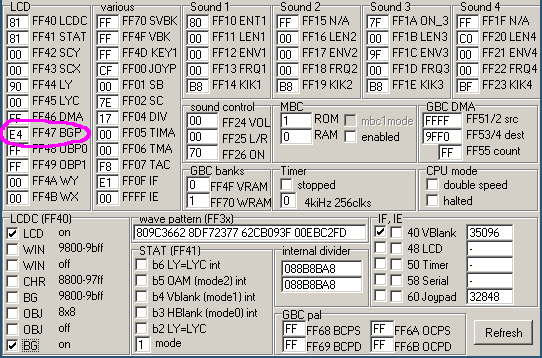 LCD
81 FF40 LCDC
81 FF41 STAT
00 FF42 SCY
00 FF43 SCX
90 FF44 LY
00 FF45 LYC
FF FF46 DMA
E4 FF47 BGP
FF FF48 OBP0
FF FF49 OBP1
00 FF4A WY
00 FF4B WX
various
FF FF70 SVBK
FF FF4F VBK
FF FF4D KEY1
CF FF00 JOYP
00 FF01 SB
7E FF02 SC
17 FF04 DIV
00 FF05 TIMA
00 FF06 TMA
F8 FF07 TAC
E1 FF0F IF
00 FFFF IE
Sound 1
80 FF10 ENT1
00 FF11 LEN1
00 FF12 ENV1
00 FF13 FRQ1
B8 FF14 KIK1
Sound 2
FF FF15 N/A
00 FF16 LEN2
00 FF17 ENV2
00 FF18 FRQ2
B8 FF19 KIK2
Sound 3
7F FF1A ON_3
00 FF1B LEN3
9F FF1C ENV3
00 FF1D FRQ3
B8 FF1E KIK3
Sound 4
FF FF1F N/A
C0 FF20 LEN4
00 FF21 ENV4
00 FF22 FRQ4
B8 FF23 KIK4
sound control
00 FF24 VOL
00 FF25 L/R
70 FF26 ON
MBC
1 ROM mbc1mode
0 RAM enabled
GBC DMA
FFFF FF51/2 src
9FF0 FF53/4 dest
FF FF55 count
GBC banks
0 FF4F VRAM
1 FF70 WRAM
Timer
stopped
0 4kiHz 256clks
CPU mode
double speed
halted
LCDC (FF40)
LCD on
WIN 9800-9bff
WIN off
CHR 8800-97ff
BG 9800-9bff
OBJ 8x8
OBJ off
BG on
wave pattern (FF3x)
809C3662 8DF72377 62CB093F 00EBC2FD
STAT (FF41)
b6 LY=LYC int
b5 OAM (mode2) int
b4 Vblank (mode1) int
b3 HBlank (mode0) int
b2 LY=LYC
1 mode
internal divider
088B8BA8
088B8BA8
IF, IE
40 VBlank 35096
48 LCD -
50 Timer -
58 Serial -
60 Joypad 32848
GBC pal
FF FF68 BCPS FF FF6A OCPS
FF FF69 BCPD FF FF6B OCPD
Refresh